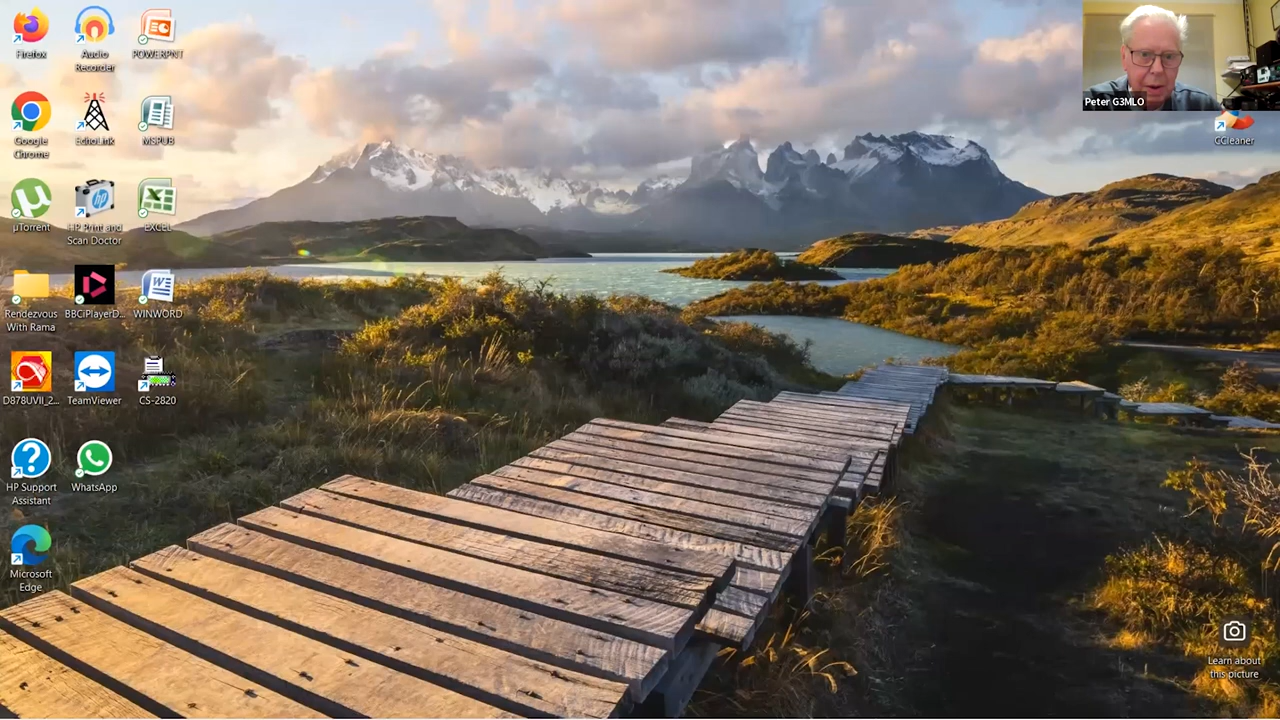 Firefox
Audio
Recorder
POWERPNT
Google
Chrome
EchoLink
MSPUB
µTorrent
HP Print and
Scan Doctor
EXCEL
Rendezvous
With Rama
BBCiPlayerD...
WINWORD
D878UVII_2...
TeamViewer
CS-2820
HP Support
Assistant
WhatsApp
Microsoft
Edge
Peter G3MLO
CCleaner
Learn about
this picture